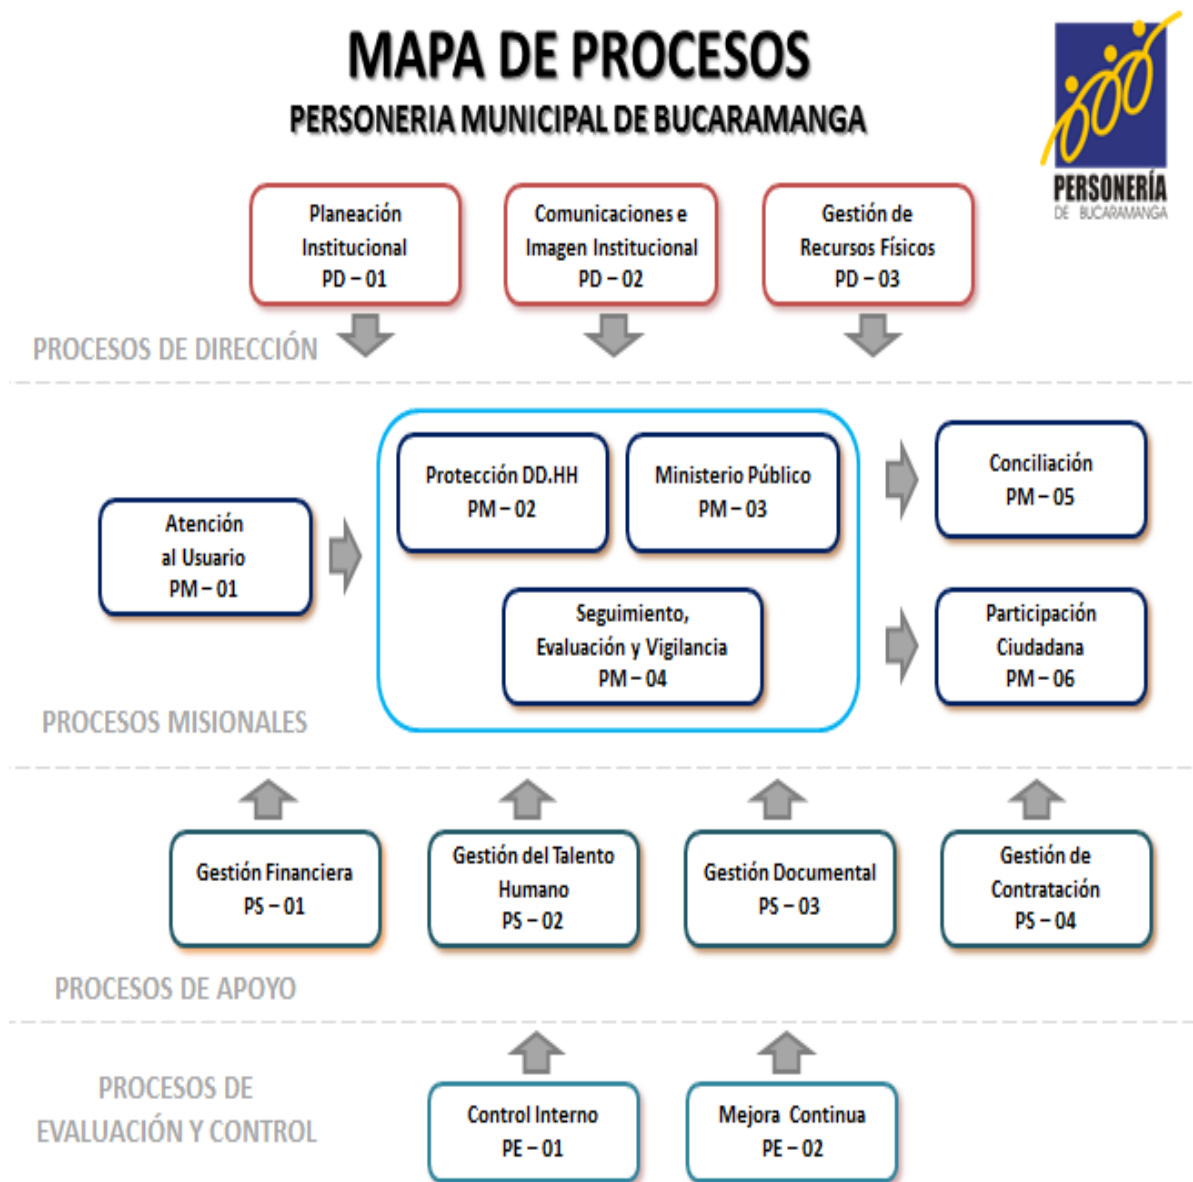 MAPA DE PROCESOS
PERSONERIA MUNICIPAL DE BUCARAMANGA
PERSONERÍA
DE BUCARAMANGA
Planeación
Institucional
PD – 01
Comunicaciones e
Imagen Institucional
PD – 02
Gestión de
Recursos Físicos
PD – 03
PROCESOS DE DIRECCIÓN
Atención
al Usuario
PM – 01
Protección DD.HH
PM – 02
Ministerio Público
PM – 03
Seguimiento,
Evaluación y Vigilancia
PM – 04
Conciliación
PM – 05
Participación
Ciudadana
PM – 06
PROCESOS MISIONALES
Gestión Financiera
PS – 01
Gestión del Talento
Humano
PS – 02
Gestión Documental
PS – 03
Gestión de
Contratación
PS – 04
PROCESOS DE APOYO
PROCESOS DE
EVALUACIÓN Y CONTROL
Control Interno
PE – 01
Mejora Continua
PE – 02